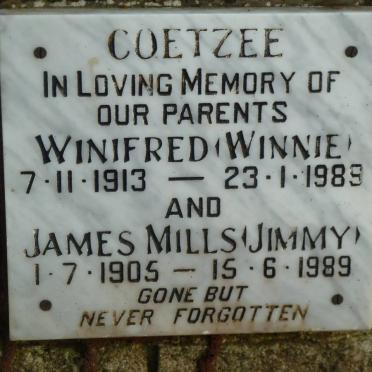 COETZEE
IN LOVING MEMORY OF
OUR PARENTS
WINIFRED (WINNIE)
7·11·1913 — 23·1·1989
AND
JAMES MILLS (JIMMY)
1·7·1905 — 15·6·1989
GONE BUT
NEVER FORGOTTEN